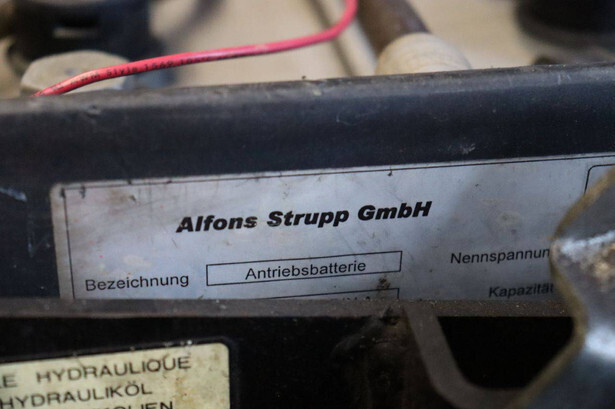 Alfons Strupp GmbH
Bezeichnung Antriebsbatterie Nennspannun
Kapazität
LE HYDRAULIQUE
HYDRAULIKÖL